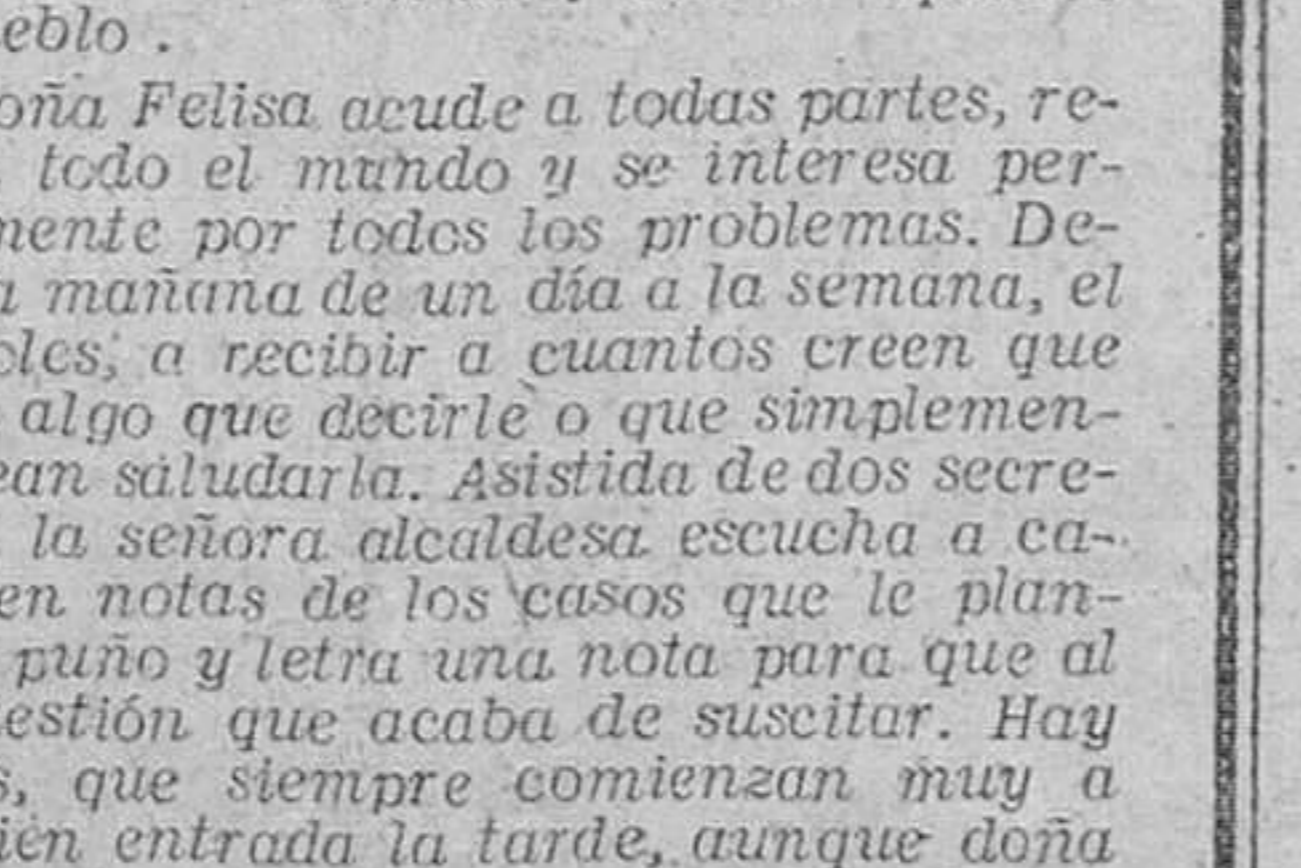 eblo .
oña Felisa acude a todas partes, re-
todo el mundo y se interesa per-
mente por todos los problemas. De-
a mañana de un día a la semana, el
oles, a recibir a cuantos creen que
algo que decirle o que simplemen-
ean saludarla. Asistida de dos secre-
la señora alcaldesa escucha a ca-
en notas de los casos que le plan-
puño y letra una nota para que al
estión que acaba de suscitar. Hay
s, que siempre comienzan muy a
ien entrada la tarde, aunque doña